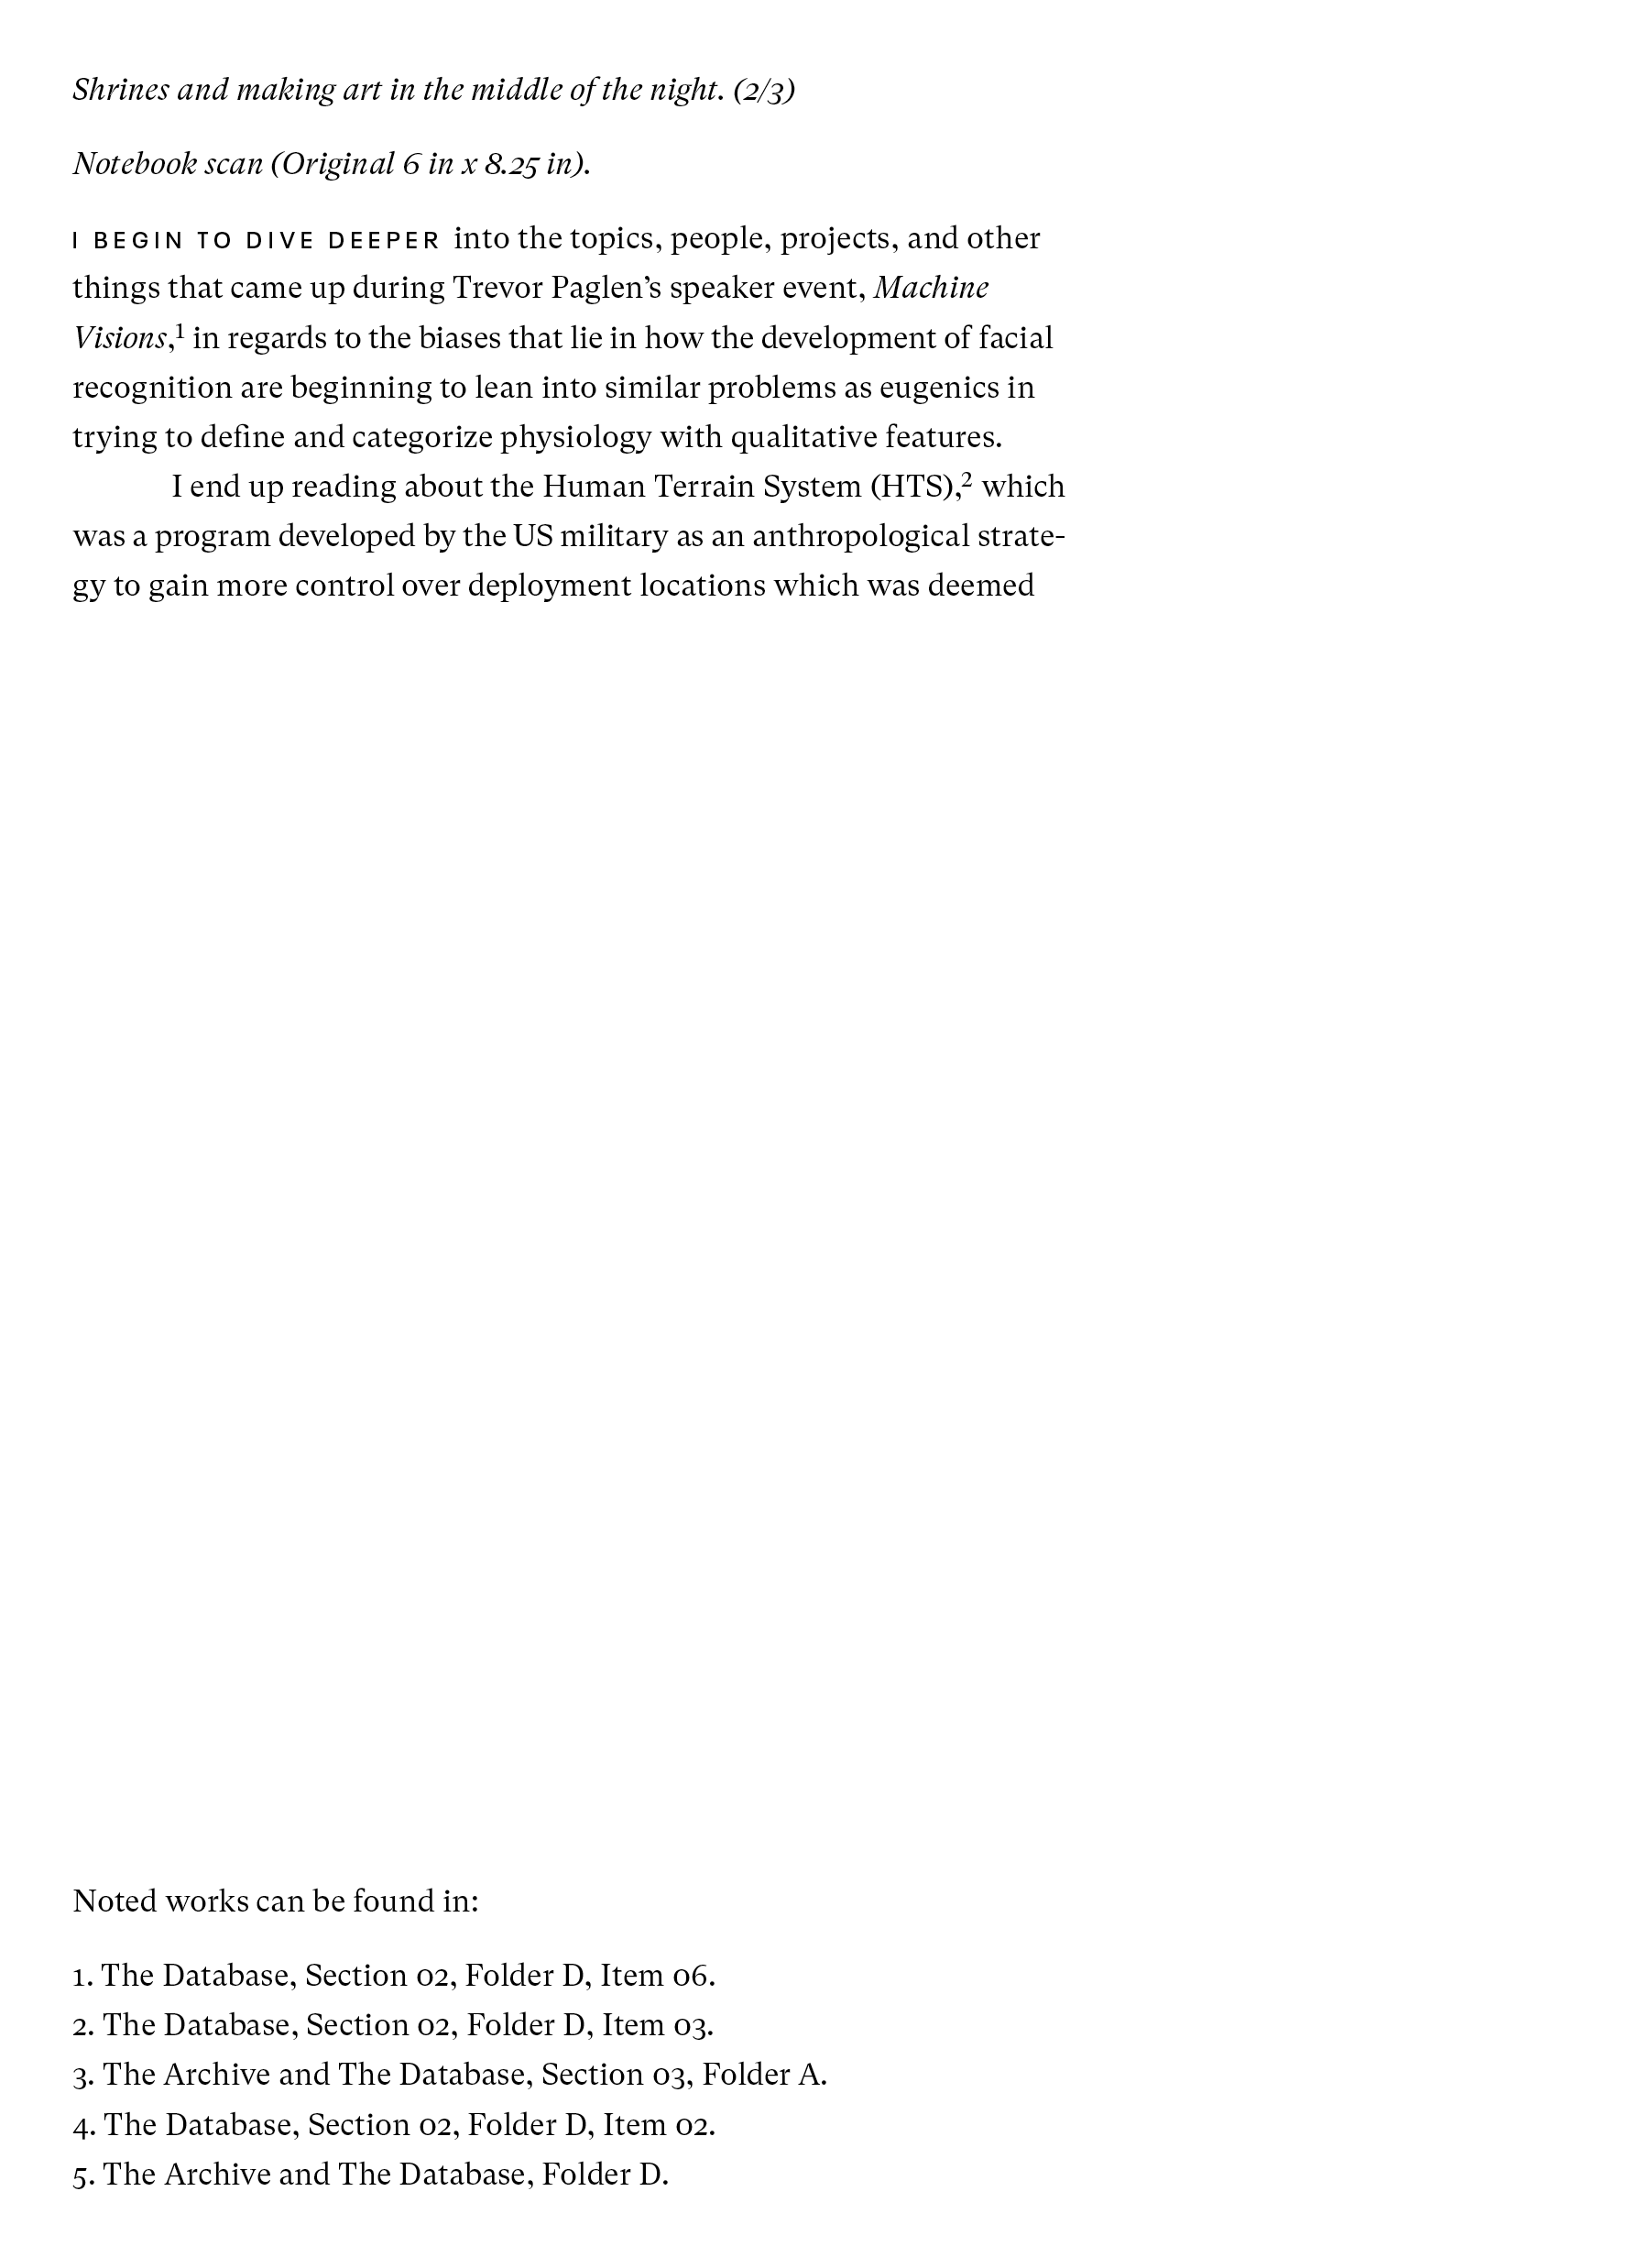 Shrines and making art in the middle of the night. (2/3)
Notebook scan (Original 6 in x 8.25 in).
I BEGIN TO DIVE DEEPER into the topics, people, projects, and other
things that came up during Trevor Paglen’s speaker event, Machine
Visions,¹ in regards to the biases that lie in how the development of facial
recognition are beginning to lean into similar problems as eugenics in
trying to define and categorize physiology with qualitative features.
I end up reading about the Human Terrain System (HTS),² which
was a program developed by the US military as an anthropological strate-
gy to gain more control over deployment locations which was deemed
Noted works can be found in:
1. The Database, Section 02, Folder D, Item 06.
2. The Database, Section 02, Folder D, Item 03.
3. The Archive and The Database, Section 03, Folder A.
4. The Database, Section 02, Folder D, Item 02.
5. The Archive and The Database, Folder D.